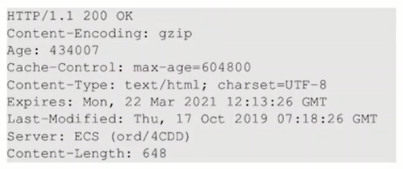 HTTP/1.1 200 OK
Content-Encoding: gzip
Age: 434007
Cache-Control: max-age=604800
Content-Type: text/html; charset=UTF-8
Expires: Mon, 22 Mar 2021 12:13:26 GMT
Last-Modified: Thu, 17 Oct 2019 07:18:26 GMT
Server: ECS (ord/4CDD)
Content-Length: 648